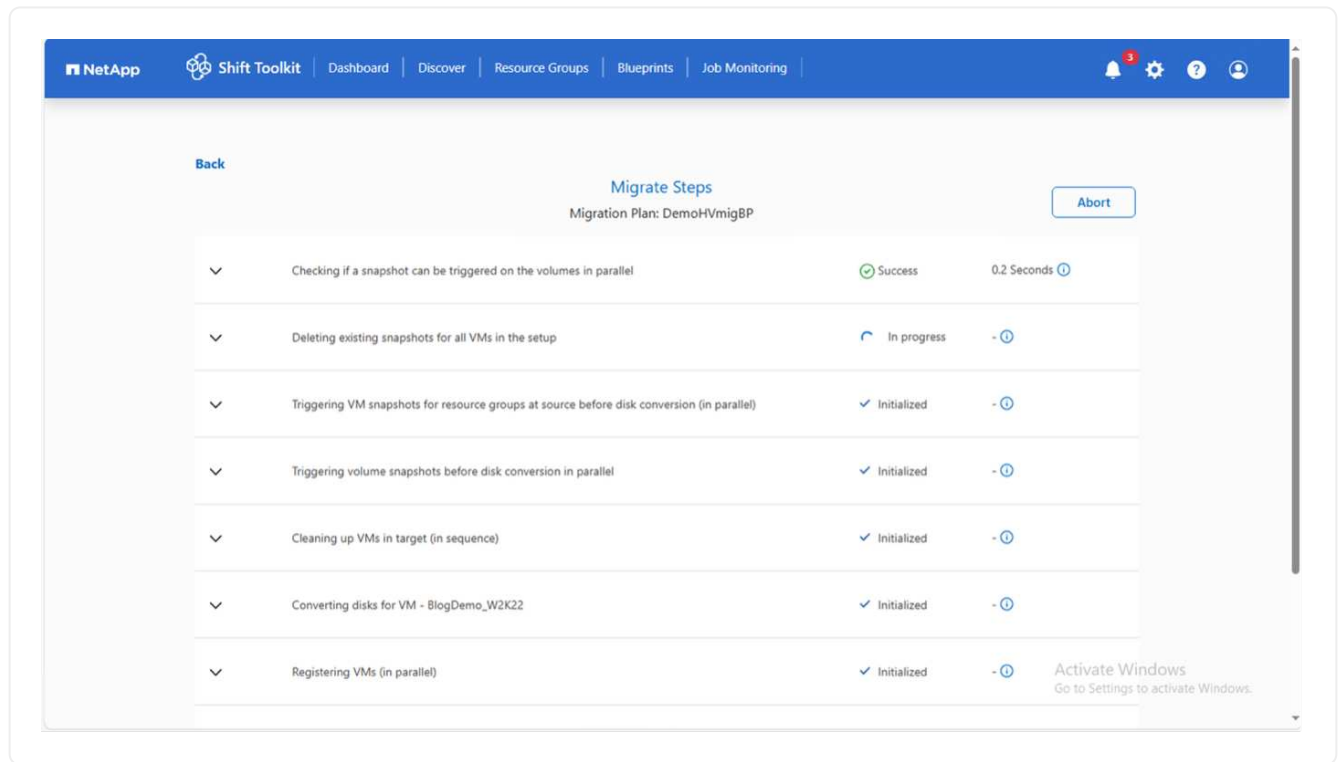 NetApp Shift Toolkit Dashboard Discover Resource Groups Blueprints Job Monitoring 3 ?
Back
Migrate Steps
Migration Plan: DemoHVmigBP
Abort
Checking if a snapshot can be triggered on the volumes in parallel Success 0.2 Seconds
Deleting existing snapshots for all VMs in the setup In progress -
Triggering VM snapshots for resource groups at source before disk conversion (in parallel) Initialized -
Triggering volume snapshots before disk conversion in parallel Initialized -
Cleaning up VMs in target (in sequence) Initialized -
Converting disks for VM - BlogDemo_W2K22 Initialized -
Registering VMs (in parallel) Initialized -
Activate Windows
Go to Settings to activate Windows.